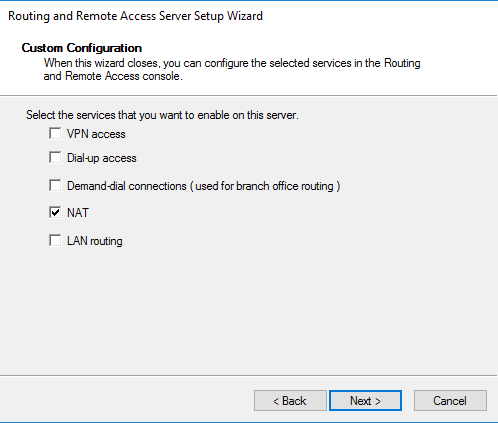 Routing and Remote Access Server Setup Wizard
Custom Configuration
When this wizard closes, you can configure the selected services in the Routing
and Remote Access console.
Select the services that you want to enable on this server.
VPN access
Dial-up access
Demand-dial connections ( used for branch office routing )
NAT
LAN routing
< Back
Next >
Cancel